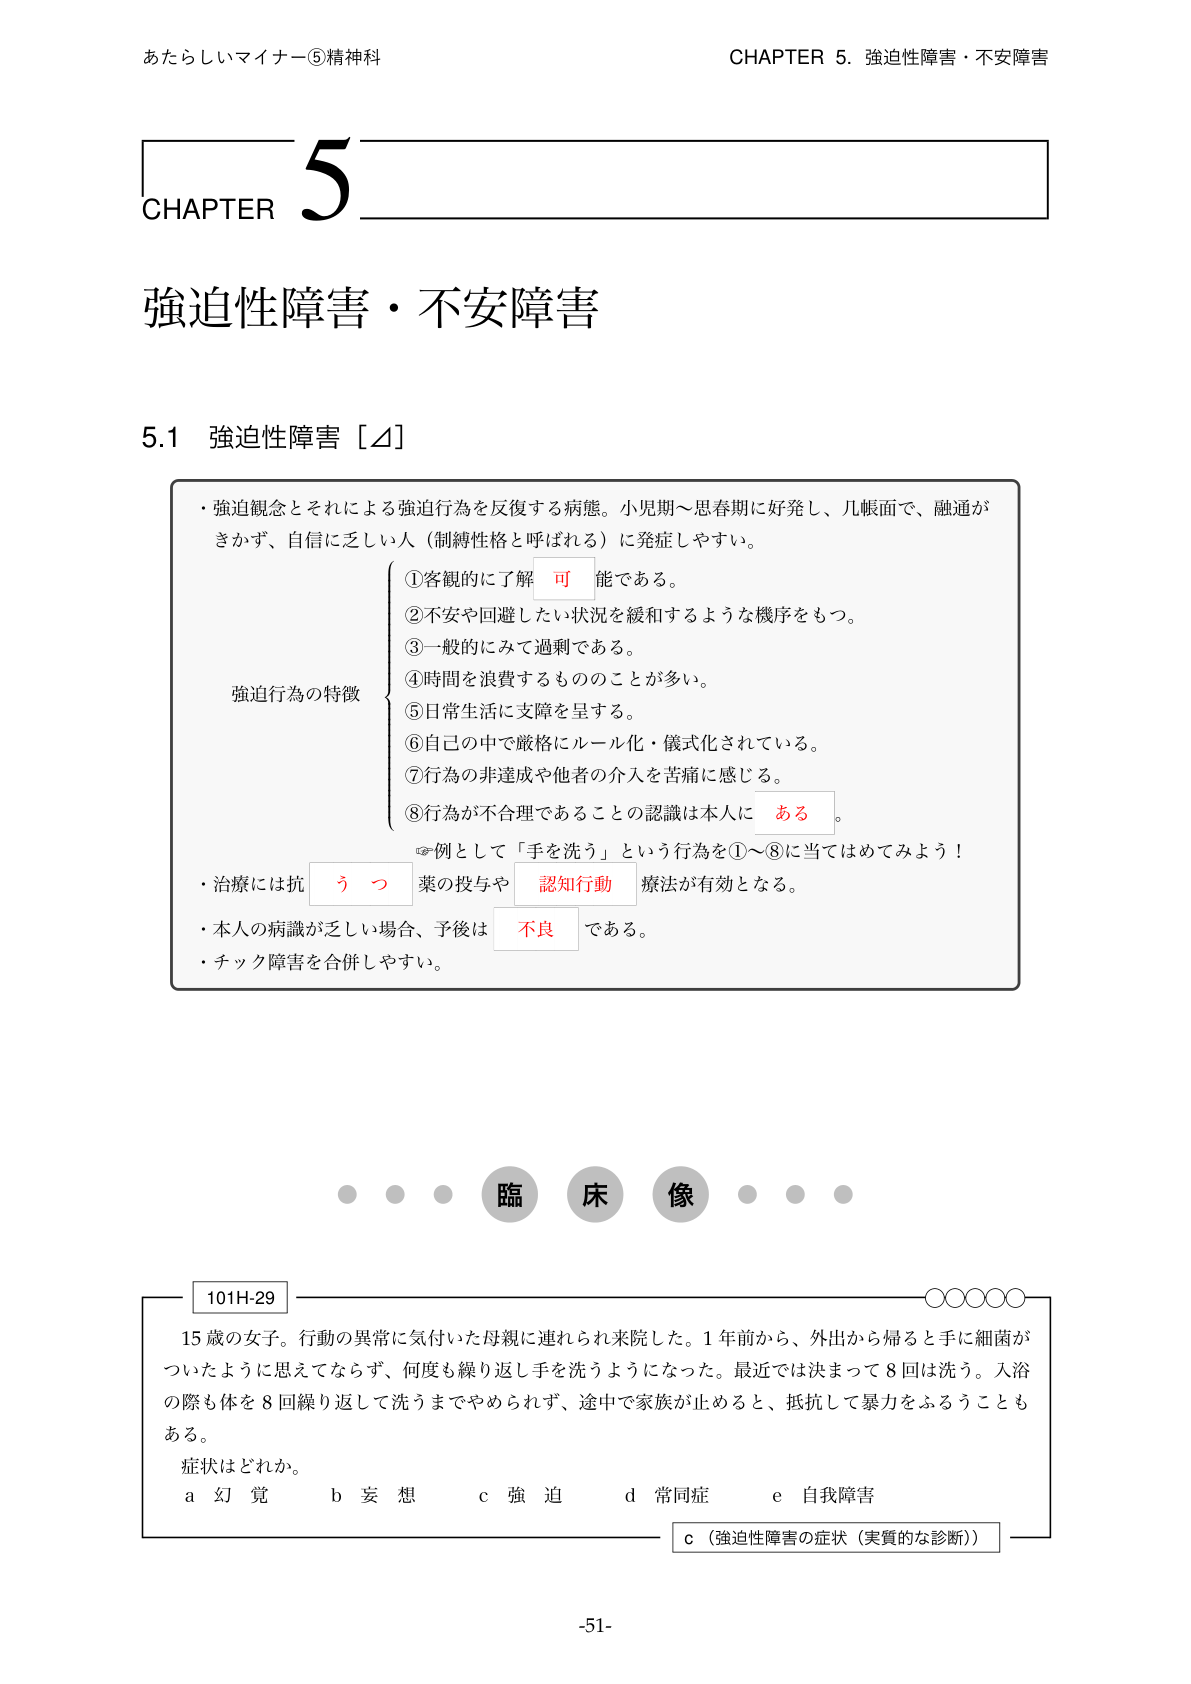 あたらしいマイナー⑤精神科
CHAPTER 5. 強迫性障害・不安障害
CHAPTER 5
強迫性障害・不安障害
5.1 強迫性障害［⊿］
・強迫観念とそれによる強迫行為を反復する病態。小児期～思春期に好発し、几帳面で、融通が
きかず、自信に乏しい人（制縛性格と呼ばれる）に発症しやすい。
強迫行為の特徴
①客観的に了解 可 能である。
②不安や回避したい状況を緩和するような機序をもつ。
③一般的にみて過剰である。
④時間を浪費するもののことが多い。
⑤日常生活に支障を呈する。
⑥自己の中で厳格にルール化・儀式化されている。
⑦行為の非達成や他者の介入を苦痛に感じる。
⑧行為が不合理であることの認識は本人に ある 。
☞例として「手を洗う」という行為を①～⑧に当てはめてみよう！
・治療には抗 うつ 薬の投与や 認知行動 療法が有効となる。
・本人の病識が乏しい場合、予後は 不良 である。
・チック障害を合併しやすい。
臨 床 像
101H-29
15 歳の女子。行動の異常に気付いた母親に連れられ来院した。1 年前から、外出から帰ると手に細菌が
ついたように思えてならず、何度も繰り返し手を洗うようになった。最近では決まって 8 回は洗う。入浴
の際も体を 8 回繰り返して洗うまでやめられず、途中で家族が止めると、抵抗して暴力をふるうことも
ある。
症状はどれか。
a 幻 覚 b 妄 想 c 強 迫 d 常同症 e 自我障害
c （強迫性障害の症状（実質的な診断））
-51-